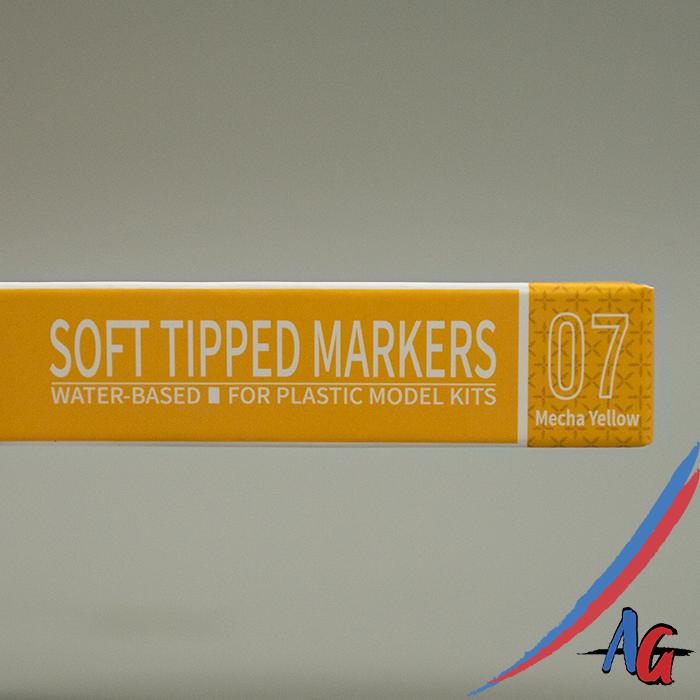 SOFT TIPPED MARKERS
WATER-BASED ■ FOR PLASTIC MODEL KITS
07
Mecha Yellow
AG